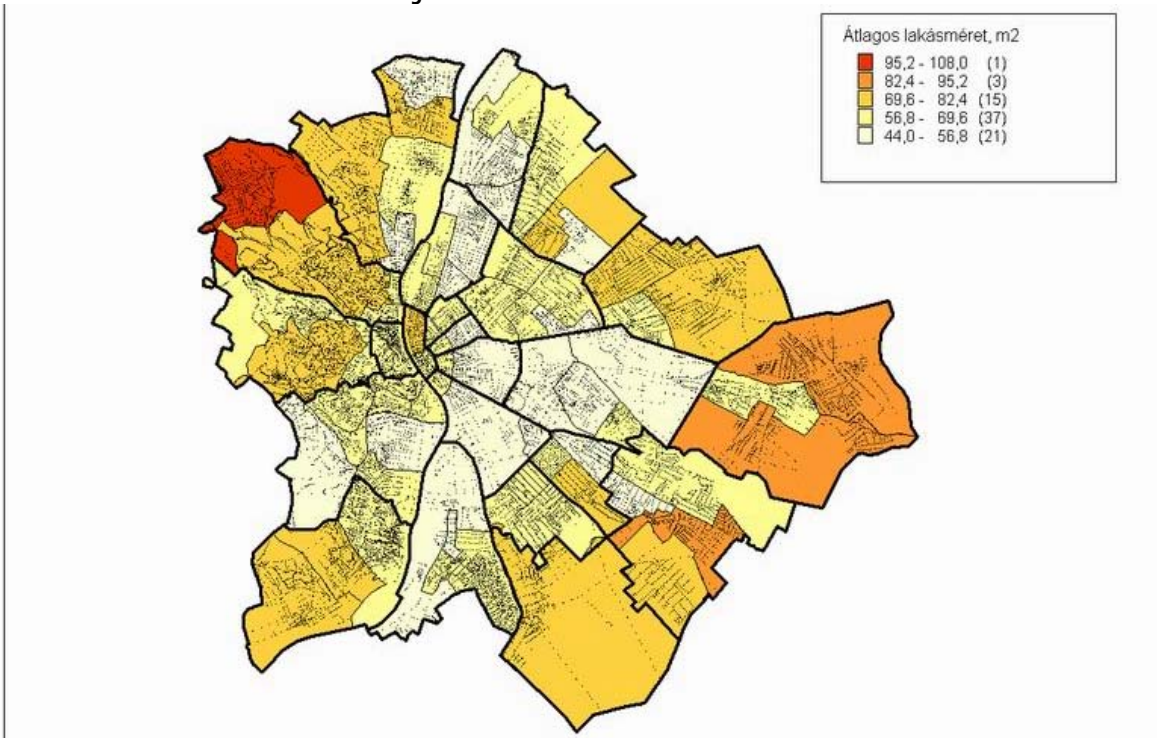 Átlagos lakásméret, m2
95,2 - 108,0 (1)
82,4 - 95,2 (3)
69,6 - 82,4 (15)
56,8 - 69,6 (37)
44,0 - 56,8 (21)